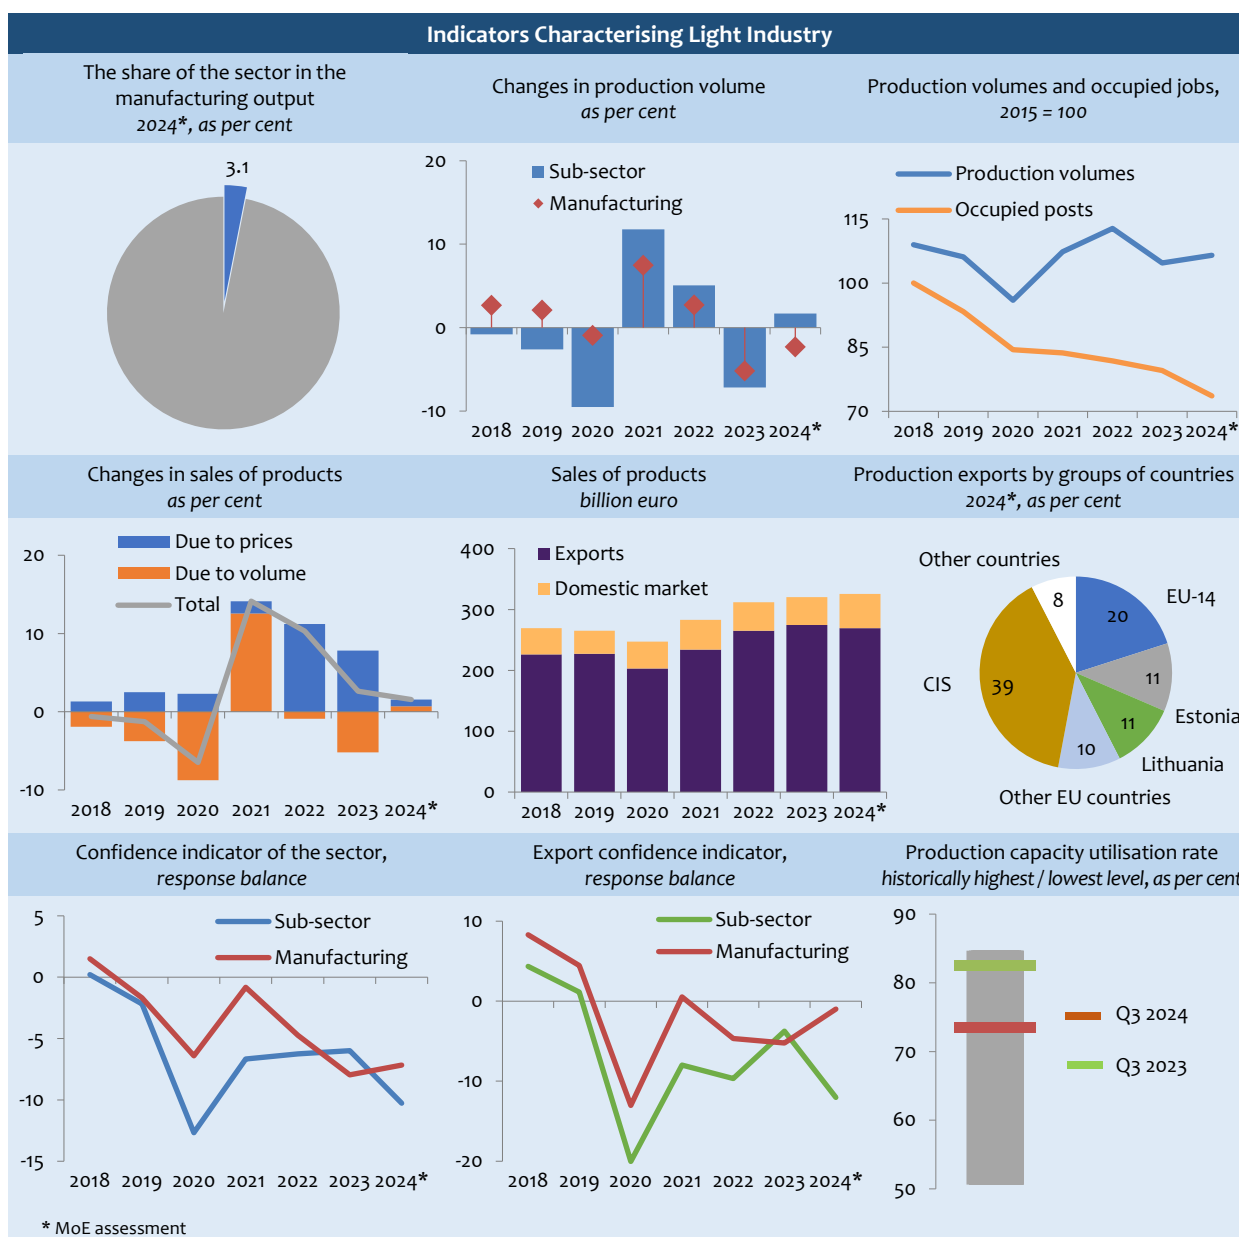 Indicators Characterising Light Industry
The share of the sector in the
manufacturing output
2024*, as per cent
3.1
Changes in production volume
as per cent
20
10
0
-10
Sub-sector
Manufacturing
2018 2019 2020 2021 2022 2023 2024*
Production volumes and occupied jobs,
2015 = 100
Production volumes
Occupied posts
115
100
85
70
2018 2019 2020 2021 2022 2023 2024*
Changes in sales of products
as per cent
20
10
0
-10
Due to prices
Due to volume
Total
2018 2019 2020 2021 2022 2023 2024*
Sales of products
billion euro
400
300
200
100
0
Exports
Domestic market
2018 2019 2020 2021 2022 2023 2024*
Production exports by groups of countries
2024*, as per cent
Other countries
8
EU-14
20
11
Estonia
11
Lithuania
10
Other EU countries
CIS
39
Confidence indicator of the sector,
response balance
5
0
-5
-10
-15
Sub-sector
Manufacturing
2018 2019 2020 2021 2022 2023 2024*
Export confidence indicator,
response balance
10
0
-10
-20
Sub-sector
Manufacturing
2018 2019 2020 2021 2022 2023 2024*
Production capacity utilisation rate
historically highest / lowest level, as per cent
90
80
70
60
50
Q3 2024
Q3 2023
* MoE assessment